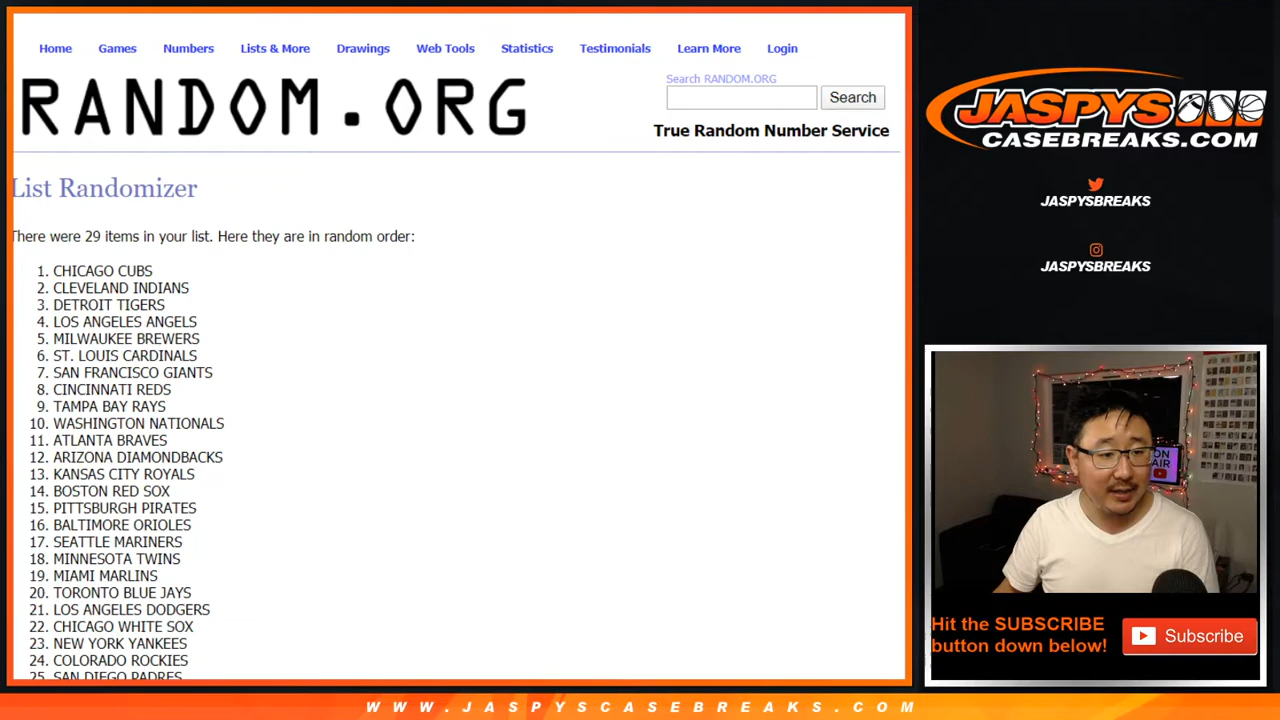 Home Games Numbers Lists & More Drawings Web Tools Statistics Testimonials Learn More Login
RANDOM.ORG
Search RANDOM.ORG
Search
True Random Number Service
List Randomizer
There were 29 items in your list. Here they are in random order:
1. CHICAGO CUBS
2. CLEVELAND INDIANS
3. DETROIT TIGERS
4. LOS ANGELES ANGELS
5. MILWAUKEE BREWERS
6. ST. LOUIS CARDINALS
7. SAN FRANCISCO GIANTS
8. CINCINNATI REDS
9. TAMPA BAY RAYS
10. WASHINGTON NATIONALS
11. ATLANTA BRAVES
12. ARIZONA DIAMONDBACKS
13. KANSAS CITY ROYALS
14. BOSTON RED SOX
15. PITTSBURGH PIRATES
16. BALTIMORE ORIOLES
17. SEATTLE MARINERS
18. MINNESOTA TWINS
19. MIAMI MARLINS
20. TORONTO BLUE JAYS
21. LOS ANGELES DODGERS
22. CHICAGO WHITE SOX
23. NEW YORK YANKEES
24. COLORADO ROCKIES
25. SAN DIEGO PADRES
JASPYS
CASEBREAKS.COM
JASPYSBREAKS
JASPYSBREAKS
ON
AIR
Hit the SUBSCRIBE
button down below!
Subscribe
WWW.JASPYSCASEBREAKS.COM